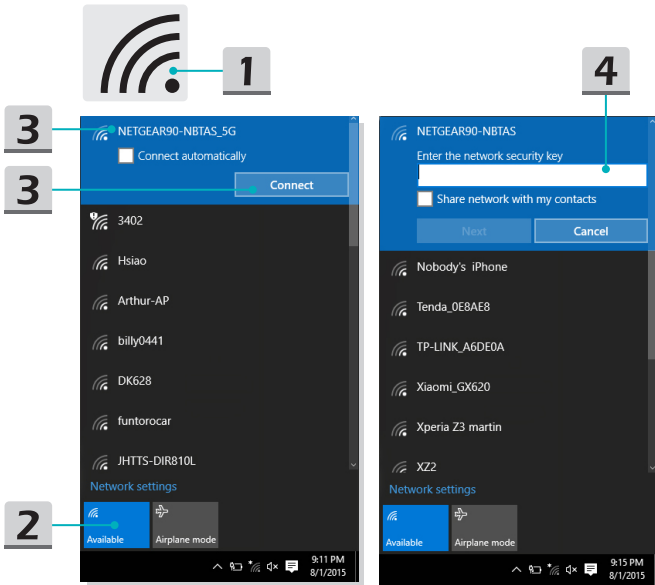 1
4
3
NETGEAR90-NBTAS_5G
Connect automatically
3
Connect
3402
Hsiao
Arthur-AP
billy0441
DK628
funtorocar
JHTTS-DIR810L
Network settings
2
Available
Airplane mode
9:11 PM
8/1/2015
NETGEAR90-NBTAS
Enter the network security key
Share network with my contacts
Next
Cancel
Nobody's iPhone
Tenda_0E8AE8
TP-LINK_A6DE0A
Xiaomi_GX620
Xperia Z3 martin
XZ2
Network settings
Available
Airplane mode
9:15 PM
8/1/2015